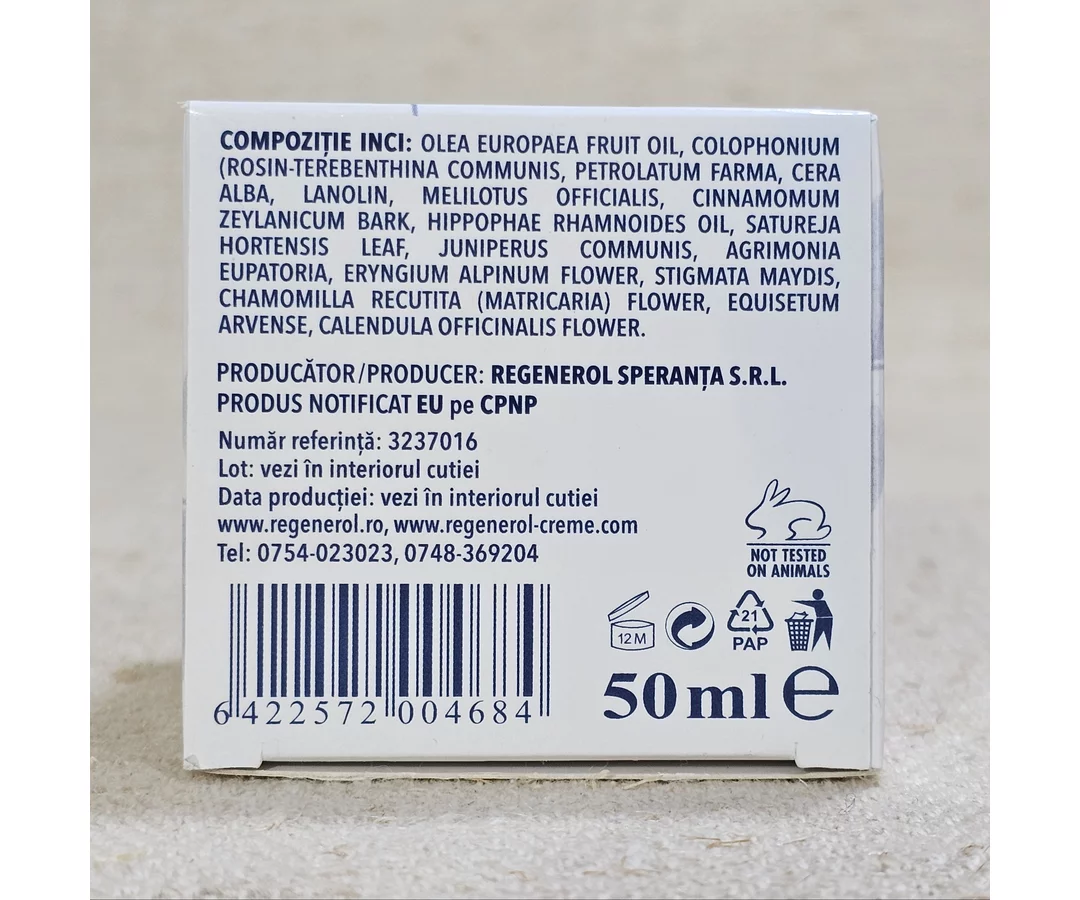 COMPOZIȚIE INCI: OLEA EUROPAEA FRUIT OIL, COLOPHONIUM
(ROSIN-TEREBENTHINA COMMUNIS, PETROLATUM FARMA, CERA
ALBA, LANOLIN, MELILOTUS OFFICIALIS, CINNAMOMUM
ZEYLANICUM BARK, HIPPOPHAE RHAMNOIDES OIL, SATUREJA
HORTENSIS LEAF, JUNIPERUS COMMUNIS, AGRIMONIA
EUPATORIA, ERYNGIUM ALPINUM FLOWER, STIGMATA MAYDIS,
CHAMOMILLA RECUTITA (MATRICARIA) FLOWER, EQUISETUM
ARVENSE, CALENDULA OFFICINALIS FLOWER.
PRODUCĂTOR/PRODUCER: REGENEROL SPERANȚA S.R.L.
PRODUS NOTIFICAT EU pe CPNP
Număr referință: 3237016
Lot: vezi în interiorul cutiei
Data producției: vezi în interiorul cutiei
www.regenerol.ro, www.regenerol-creme.com
Tel: 0754-023023, 0748-369204
NOT TESTED
ON ANIMALS
12 M
21
PAP
50 ml e
6 422572 004684